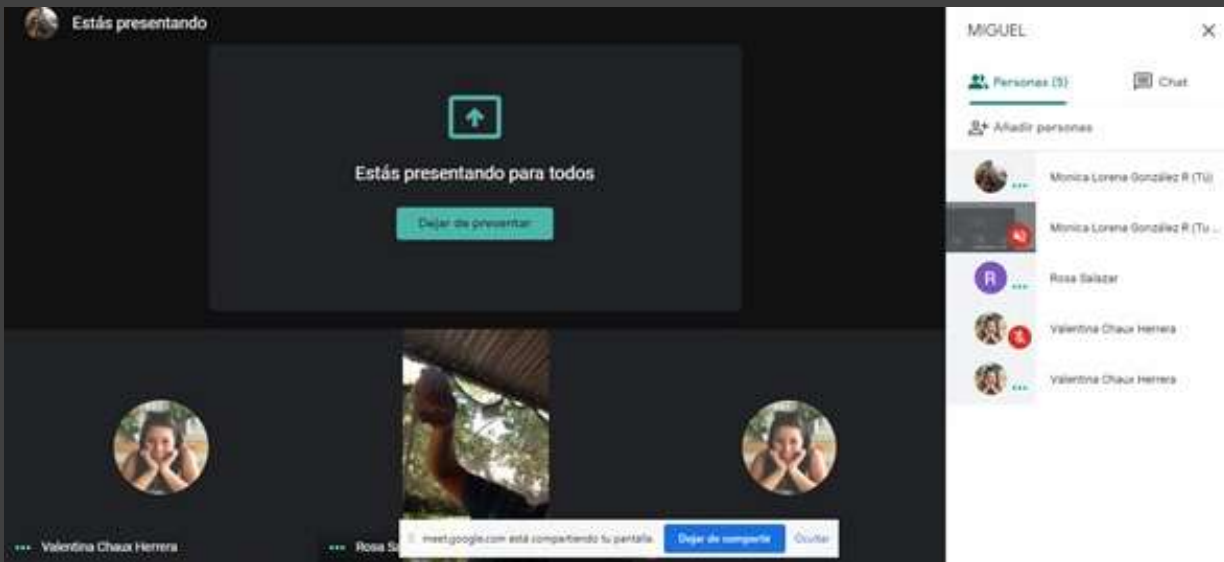 Estás presentando
Estás presentando para todos
Dejar de presentar
Valentina Chaux Herrera
Rosa Sa
meet.google.com está compartiendo tu pantalla.
Dejar de compartir
Ocultar
MIGUEL
Personas (5)
Chat
Añadir personas
Monica Lorena González R (Tú)
Monica Lorena González R (Tu ...
R
Rosa Salazar
Valentina Chaux Herrera
Valentina Chaux Herrera